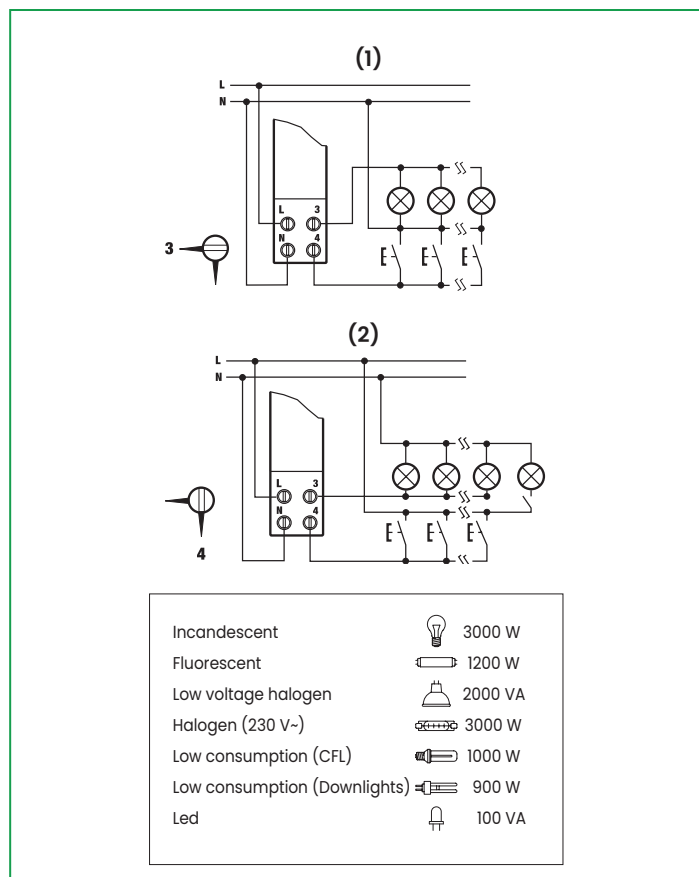 (1)
L
N
L 3
N 4
3
(2)
L
N
L 3
N 4
4
Incandescent 3000 W
Fluorescent 1200 W
Low voltage halogen 2000 VA
Halogen (230 V~) 3000 W
Low consumption (CFL) 1000 W
Low consumption (Downlights) 900 W
Led 100 VA